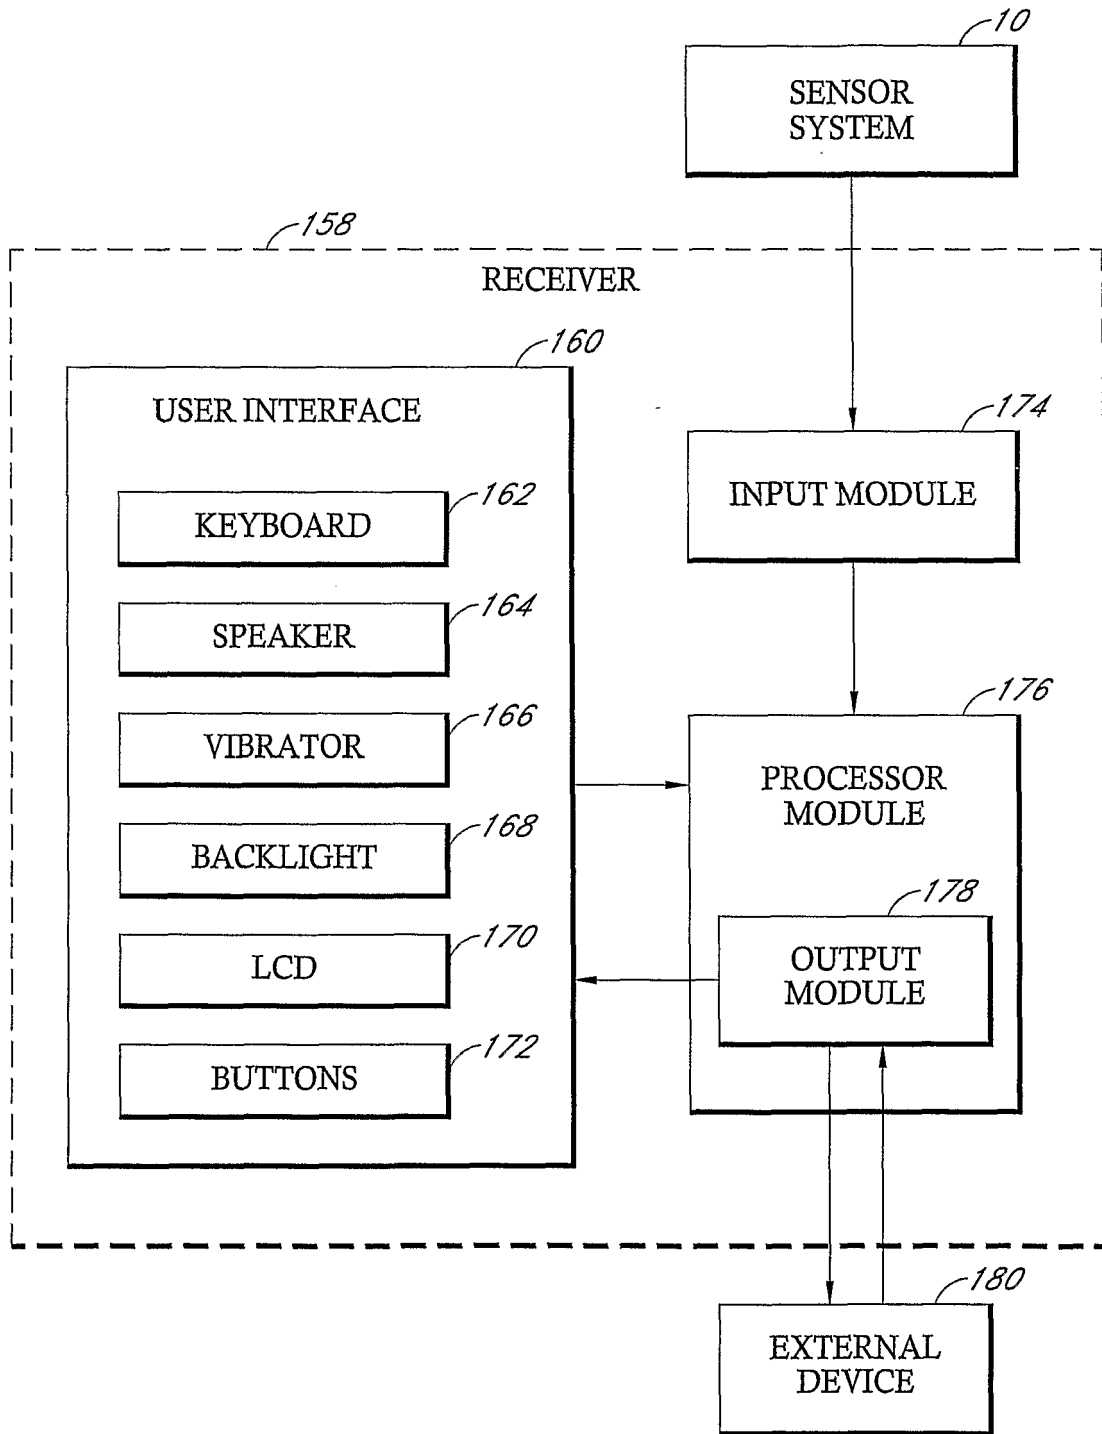 10
SENSOR
SYSTEM
158
RECEIVER
160
USER INTERFACE
174
INPUT MODULE
162
KEYBOARD
164
SPEAKER
166
VIBRATOR
168
BACKLIGHT
170
LCD
172
BUTTONS
176
PROCESSOR
MODULE
178
OUTPUT
MODULE
180
EXTERNAL
DEVICE